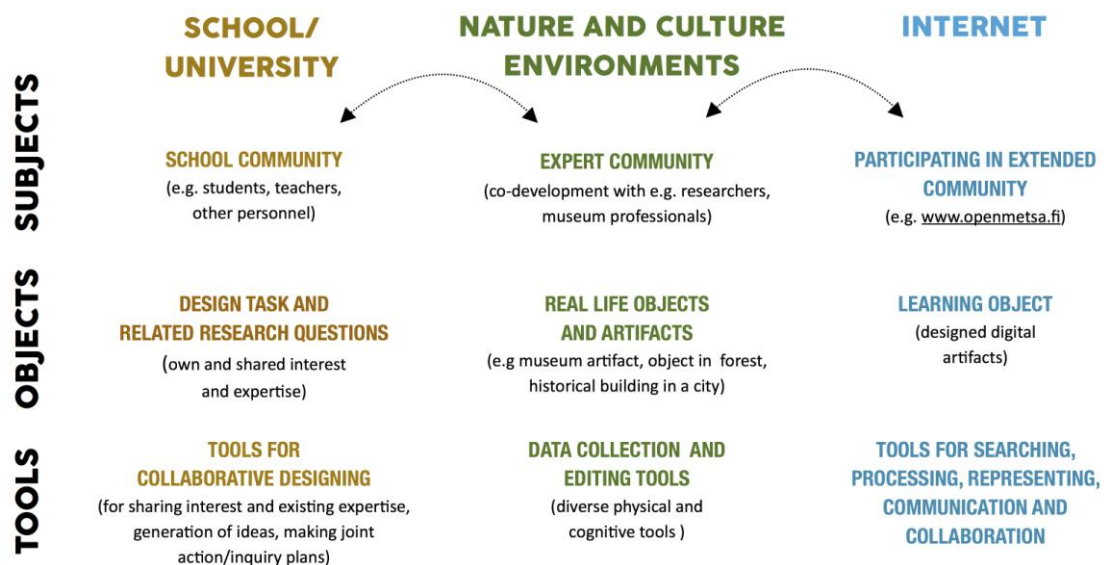 SCHOOL/
UNIVERSITY
NATURE AND CULTURE
ENVIRONMENTS
INTERNET
SUBJECTS
SCHOOL COMMUNITY
(e.g. students, teachers,
other personnel)
EXPERT COMMUNITY
(co-development with e.g. researchers,
museum professionals)
PARTICIPATING IN EXTENDED
COMMUNITY
(e.g. www.openmetsa.fi)
OBJECTS
DESIGN TASK AND
RELATED RESEARCH QUESTIONS
(own and shared interest
and expertise)
REAL LIFE OBJECTS
AND ARTIFACTS
(e.g museum artifact, object in forest,
historical building in a city)
LEARNING OBJECT
(designed digital
artifacts)
TOOLS
TOOLS FOR
COLLABORATIVE DESIGNING
(for sharing interest and existing expertise,
generation of ideas, making joint
action/inquiry plans)
DATA COLLECTION AND
EDITING TOOLS
(diverse physical and
cognitive tools )
TOOLS FOR SEARCHING,
PROCESSING, REPRESENTING,
COMMUNICATION AND
COLLABORATION